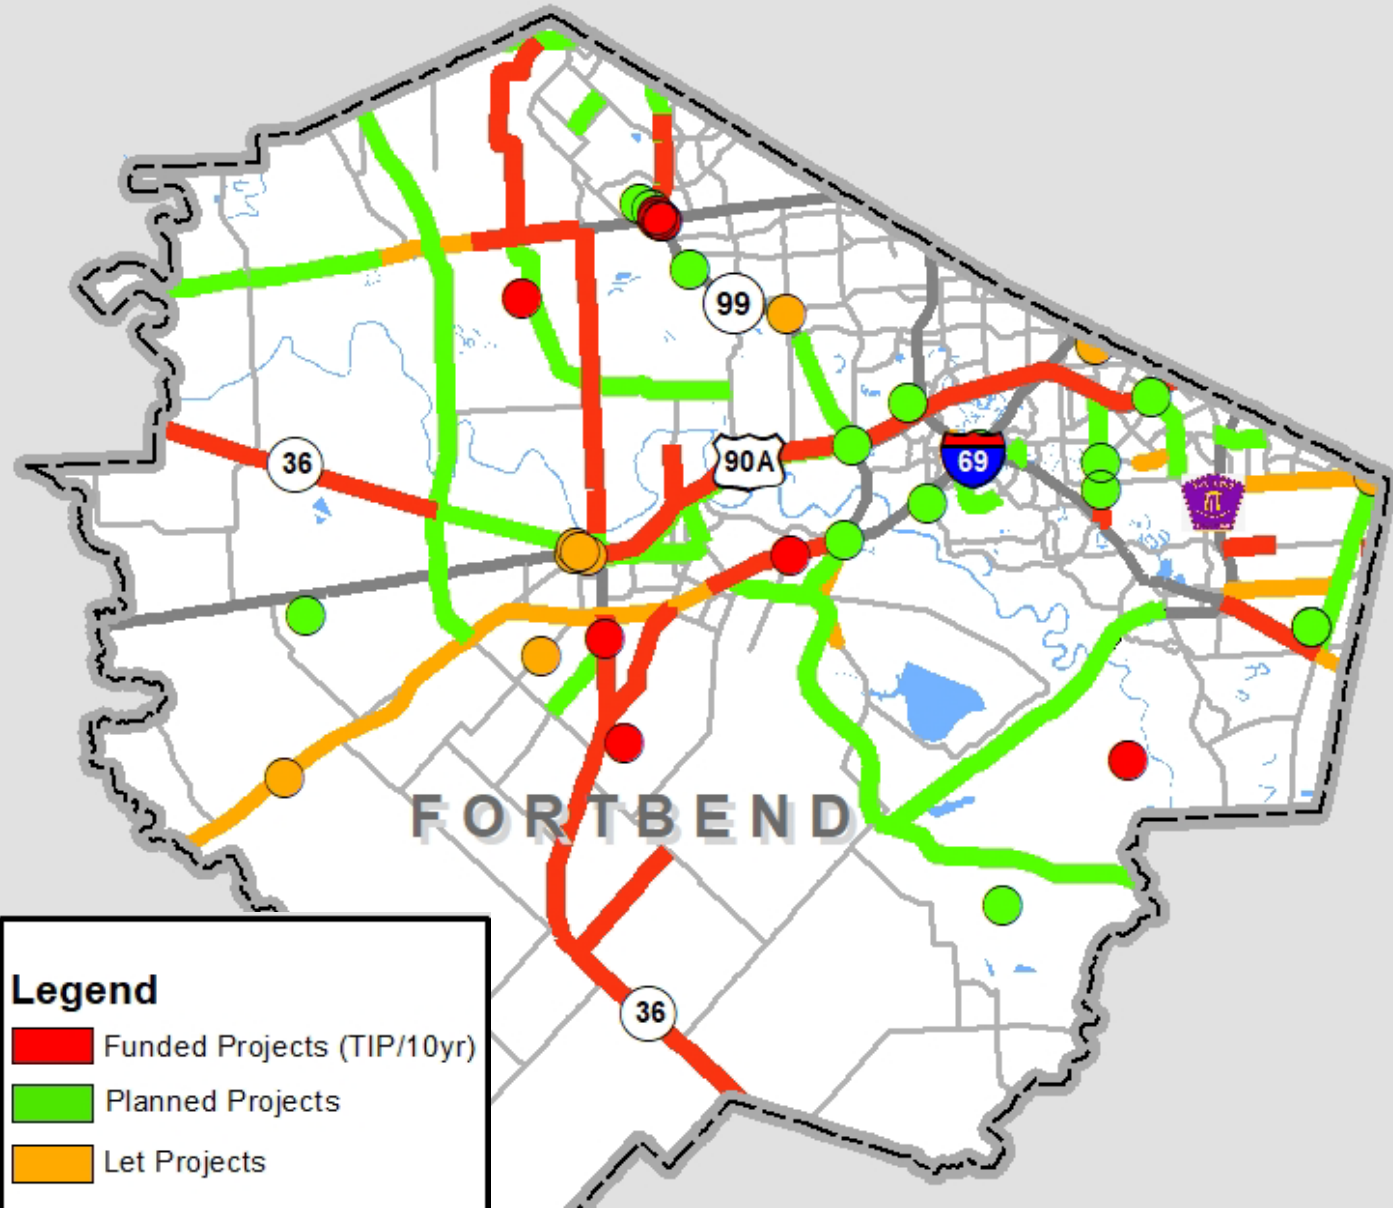 99
36
90A
69
FORTBEND
36
Legend
Funded Projects (TIP/10yr)
Planned Projects
Let Projects